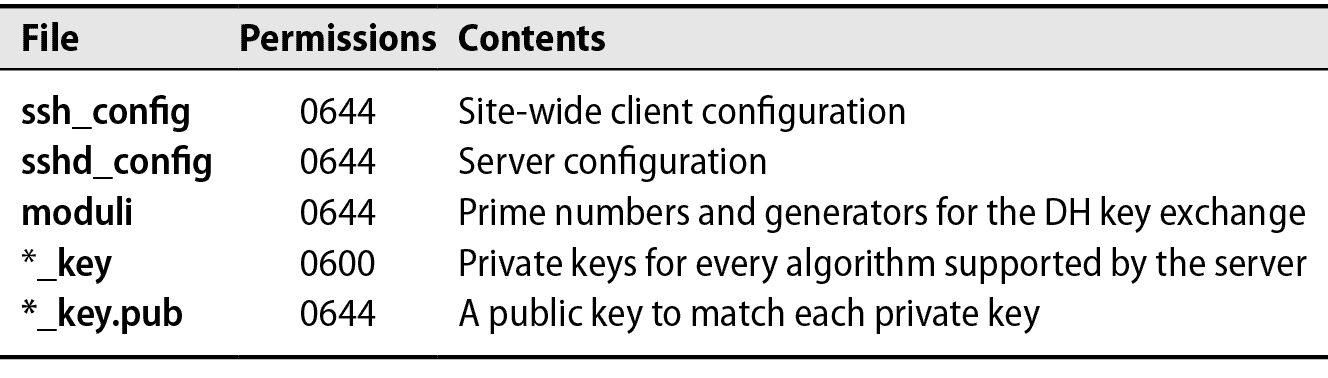 File Permissions Contents
ssh_config 0644 Site-wide client configuration
sshd_config 0644 Server configuration
moduli 0644 Prime numbers and generators for the DH key exchange
*_key 0600 Private keys for every algorithm supported by the server
*_key.pub 0644 A public key to match each private key